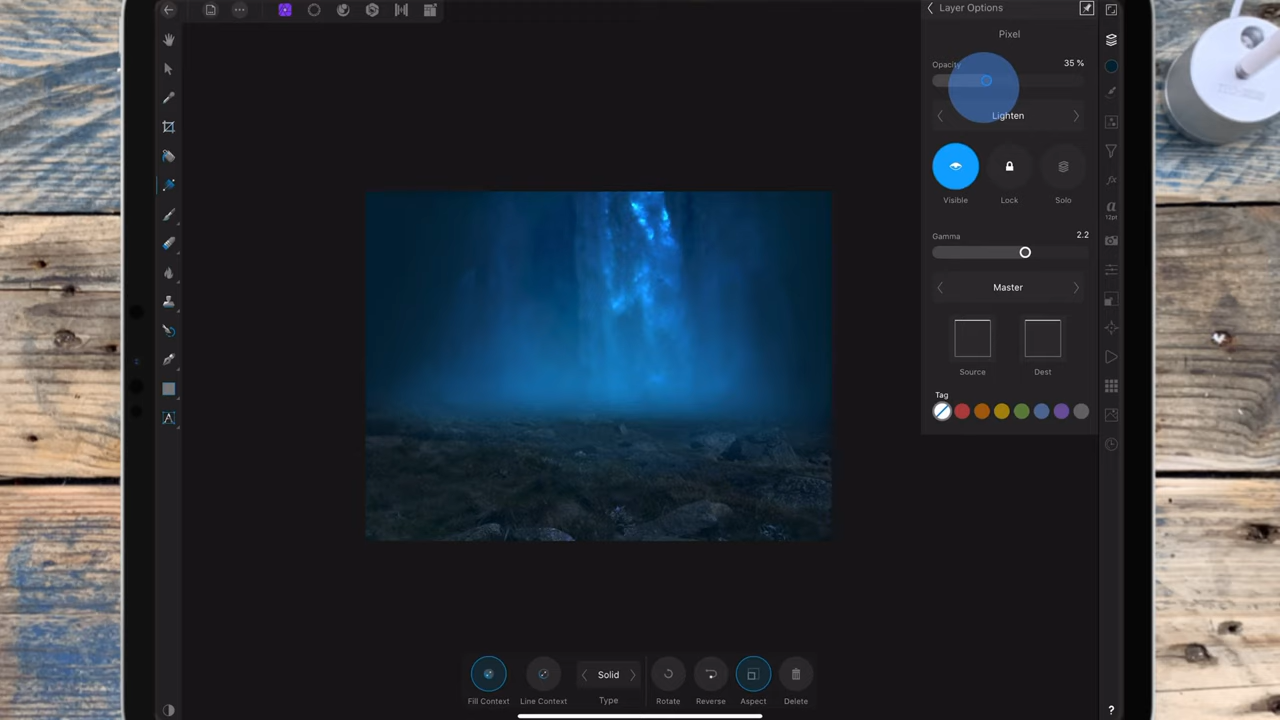 Layer Options
Pixel
Opacity
35 %
Lighten
Visible
Lock
Solo
Gamma
2.2
Master
Source
Dest
Tag
a
12pt
A
Solid
Fill Context
Line Context
Type
Rotate
Reverse
Aspect
Delete
?